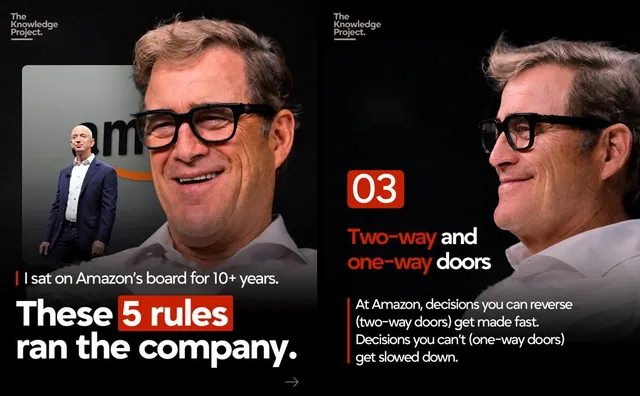 The
Knowledge
Project.
am
I sat on Amazon's board for 10+ years.
These 5 rules
ran the company.
The
Knowledge
Project.
03
Two-way and
one-way doors
At Amazon, decisions you can reverse
(two-way doors) get made fast.
Decisions you can't (one-way doors)
get slowed down.